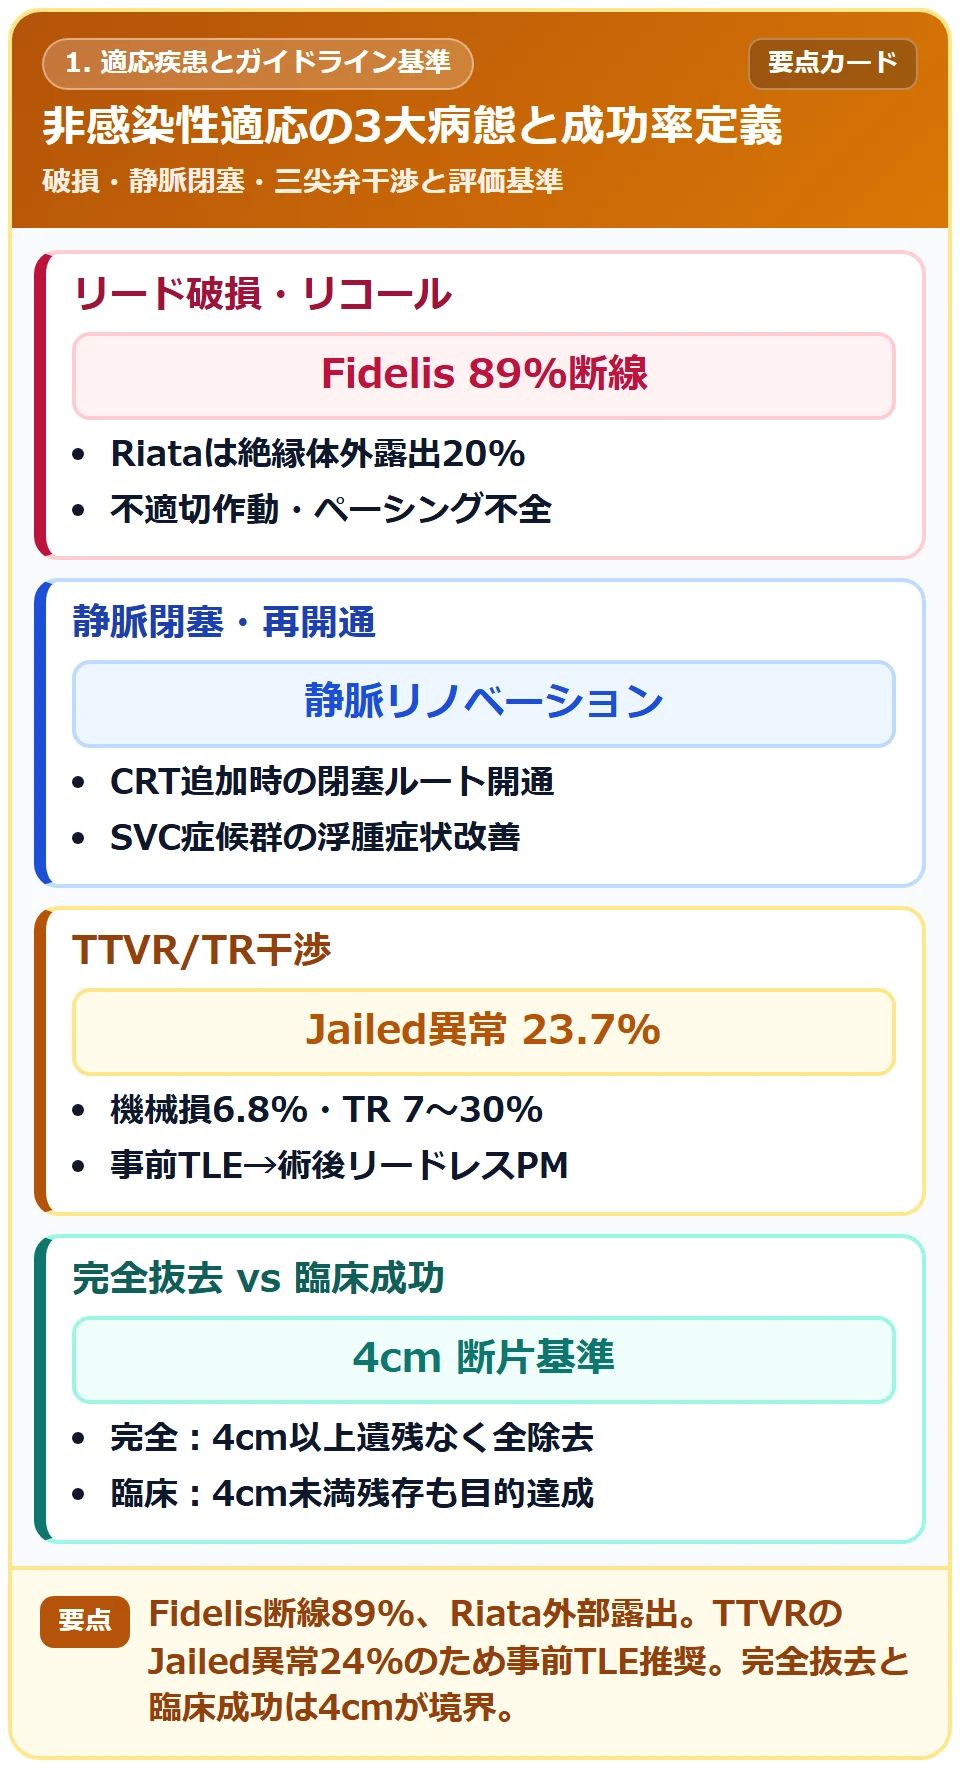 1. 適応疾患とガイドライン基準
要点カード
非感染性適応の3大病態と成功率定義
破損・静脈閉塞・三尖弁干渉と評価基準
リード破損・リコール
Fidelis 89%断線
• Riataは絶縁体外露出20%
• 不適切作動・ペーシング不全
静脈閉塞・再開通
静脈リノベーション
• CRT追加時の閉塞ルート開通
• SVC症候群の浮腫症状改善
TTVR/TR干渉
Jailed異常 23.7%
• 機械損6.8%・TR 7〜30%
• 事前TLE→術後リードレスPM
完全抜去 vs 臨床成功
4cm 断片基準
• 完全：4cm以上遺残なく全除去
• 臨床：4cm未満残存も目的達成
要点
Fidelis断線89%、Riata外部露出。TTVRの
Jailed異常24%のため事前TLE推奨。完全抜去と
臨床成功は4cmが境界。